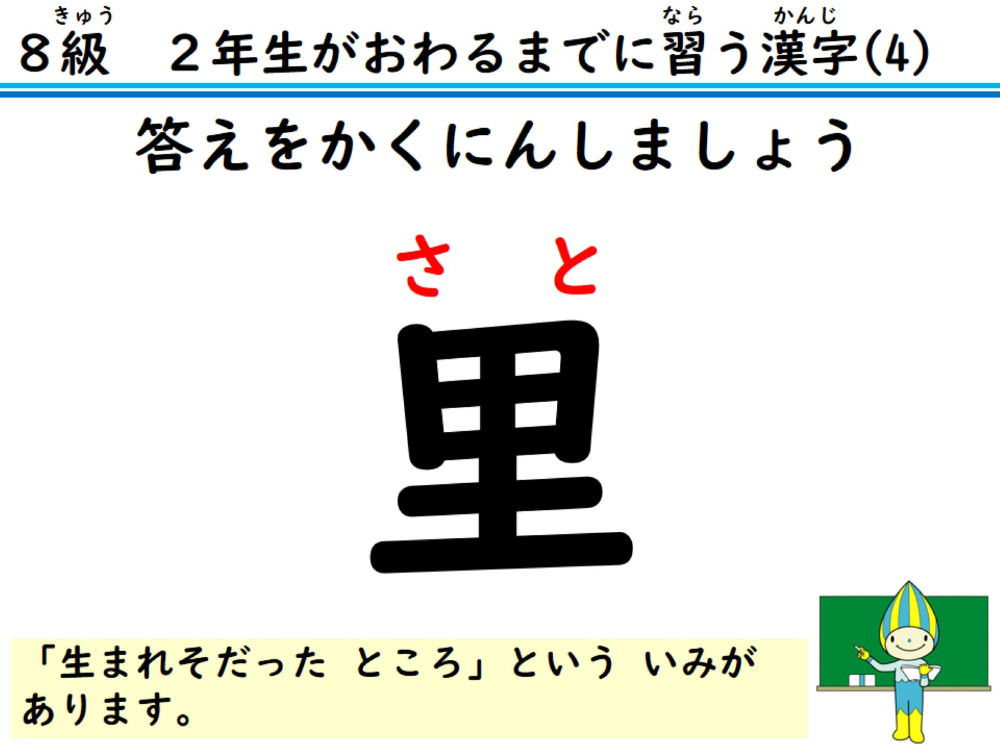 きゅう なら かんじ
8級 2年生がおわるまでに習う漢字(4)
答えをかくにんしましょう
さと
里
「生まれそだった ところ」という いみが
あります。